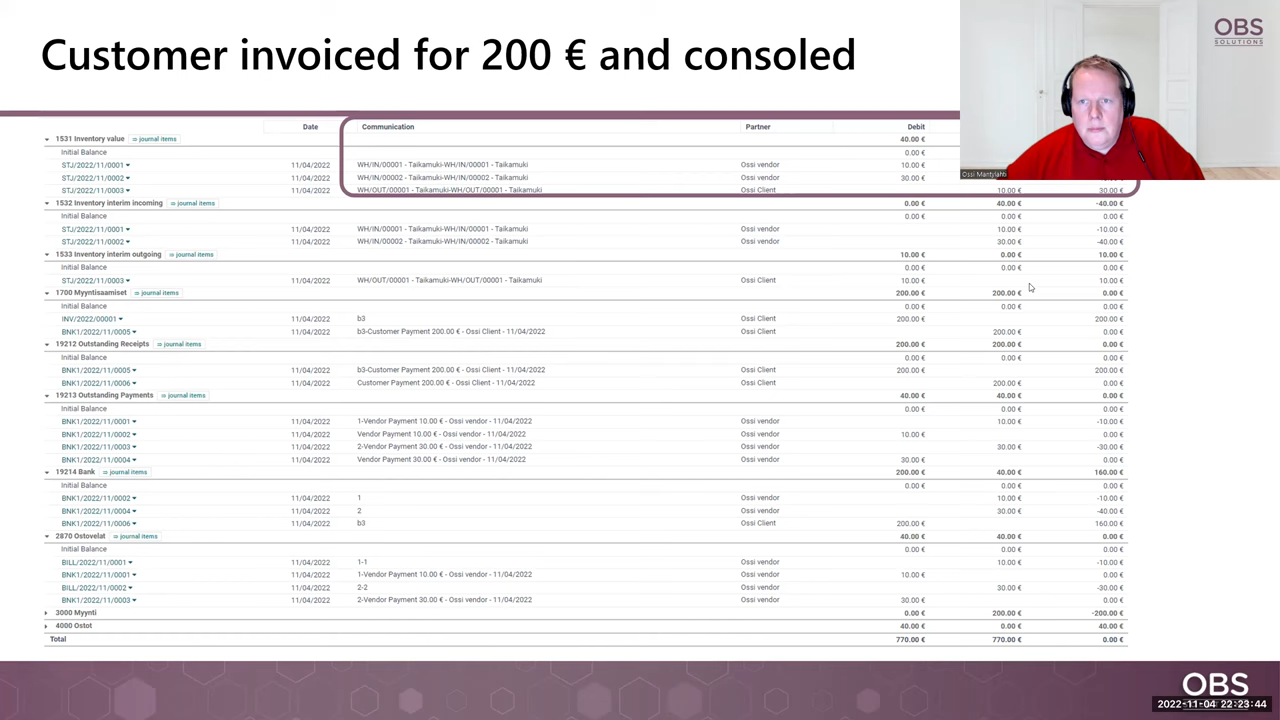 Customer invoiced for 200 € and consoled
OBS
SOLUTIONS
Ossi Mäntylahti
Date Communication Partner Debit
1531 Inventory value journal items 40.00 €
Initial Balance 0.00 €
STJ/2022/11/0001 11/04/2022 WH/IN/00001 - Taikamuki-WH/IN/00001 - Taikamuki Ossi vendor 10.00 €
STJ/2022/11/0002 11/04/2022 WH/IN/00002 - Taikamuki-WH/IN/00002 - Taikamuki Ossi vendor 30.00 €
STJ/2022/11/0003 11/04/2022 WH/OUT/00001 - Taikamuki-WH/OUT/00001 - Taikamuki Ossi Client 10.00 € 30.00 €
1532 Inventory interim incoming journal items 0.00 € 40.00 € -40.00 €
Initial Balance 0.00 € 0.00 € 0.00 €
STJ/2022/11/0001 11/04/2022 WH/IN/00001 - Taikamuki-WH/IN/00001 - Taikamuki Ossi vendor 10.00 € -10.00 €
STJ/2022/11/0002 11/04/2022 WH/IN/00002 - Taikamuki-WH/IN/00002 - Taikamuki Ossi vendor 30.00 € -40.00 €
1533 Inventory interim outgoing journal items 10.00 € 0.00 € 10.00 €
Initial Balance 0.00 € 0.00 € 0.00 €
STJ/2022/11/0003 11/04/2022 WH/OUT/00001 - Taikamuki-WH/OUT/00001 - Taikamuki Ossi Client 10.00 € 10.00 €
1700 Myyntisaamiset journal items 200.00 € 200.00 € 0.00 €
Initial Balance 0.00 € 0.00 € 0.00 €
INV/2022/00001 11/04/2022 b3 Ossi Client 200.00 € 200.00 €
BNK1/2022/11/0005 11/04/2022 b3-Customer Payment 200.00 € - Ossi Client - 11/04/2022 Ossi Client 200.00 € 0.00 €
19212 Outstanding Receipts journal items 200.00 € 200.00 € 0.00 €
Initial Balance 0.00 € 0.00 € 0.00 €
BNK1/2022/11/0005 11/04/2022 b3-Customer Payment 200.00 € - Ossi Client - 11/04/2022 Ossi Client 200.00 € 200.00 €
BNK1/2022/11/0006 11/04/2022 Customer Payment 200.00 € - Ossi Client - 11/04/2022 Ossi Client 200.00 € 0.00 €
19213 Outstanding Payments journal items 40.00 € 40.00 € 0.00 €
Initial Balance 0.00 € 0.00 € 0.00 €
BNK1/2022/11/0001 11/04/2022 1-Vendor Payment 10.00 € - Ossi vendor - 11/04/2022 Ossi vendor 10.00 € -10.00 €
BNK1/2022/11/0002 11/04/2022 Vendor Payment 10.00 € - Ossi vendor - 11/04/2022 Ossi vendor 10.00 € 0.00 €
BNK1/2022/11/0003 11/04/2022 2-Vendor Payment 30.00 € - Ossi vendor - 11/04/2022 Ossi vendor 30.00 € -30.00 €
BNK1/2022/11/0004 11/04/2022 Vendor Payment 30.00 € - Ossi vendor - 11/04/2022 Ossi vendor 30.00 € 0.00 €
19214 Bank journal items 200.00 € 40.00 € 160.00 €
Initial Balance 0.00 € 0.00 € 0.00 €
BNK1/2022/11/0002 11/04/2022 1 Ossi vendor 10.00 € -10.00 €
BNK1/2022/11/0004 11/04/2022 2 Ossi vendor 30.00 € -40.00 €
BNK1/2022/11/0006 11/04/2022 b3 Ossi Client 200.00 € 160.00 €
2870 Ostovelat journal items 40.00 € 40.00 € 0.00 €
Initial Balance 0.00 € 0.00 € 0.00 €
BILL/2022/11/0001 11/04/2022 1-1 Ossi vendor 10.00 € -10.00 €
BNK1/2022/11/0001 11/04/2022 1-Vendor Payment 10.00 € - Ossi vendor - 11/04/2022 Ossi vendor 10.00 € 0.00 €
BILL/2022/11/0002 11/04/2022 2-2 Ossi vendor 30.00 € -30.00 €
BNK1/2022/11/0003 11/04/2022 2-Vendor Payment 30.00 € - Ossi vendor - 11/04/2022 Ossi vendor 30.00 € 0.00 €
3000 Myynti 0.00 € 200.00 € -200.00 €
4000 Ostot 40.00 € 0.00 € 40.00 €
Total 770.00 € 770.00 € 0.00 €
OBS
2022-11-04 22:23:44